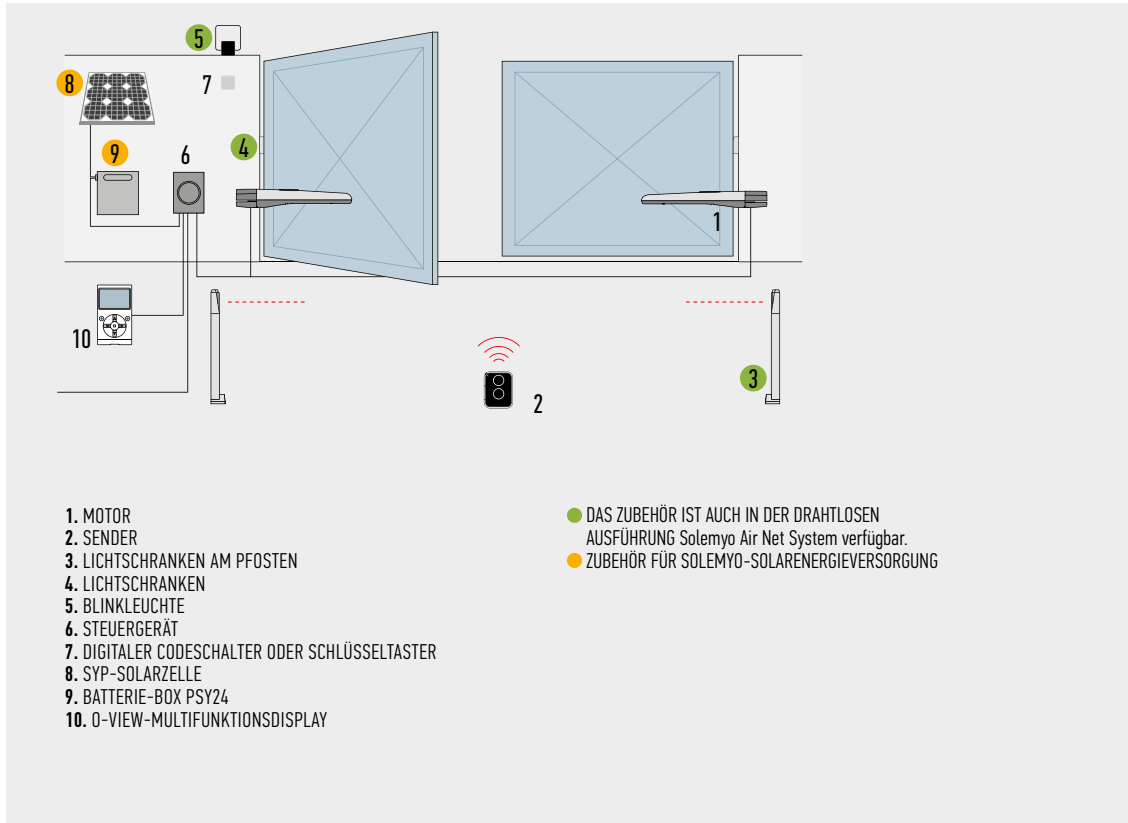 5
8
7
4
9
6
1
10
3
2
1. MOTOR
2. SENDER
3. LICHTSCHRANKEN AM PFOSTEN
4. LICHTSCHRANKEN
5. BLINKLEUCHTE
6. STEUERGERÄT
7. DIGITALER CODESCHALTER ODER SCHLÜSSELTASTER
8. SYP-SOLARZELLE
9. BATTERIE-BOX PSY24
10. O-VIEW-MULTIFUNKTIONSDISPLAY
DAS ZUBEHÖR IST AUCH IN DER DRAHTLOSEN
AUSFÜHRUNG Solemyo Air Net System verfügbar.
ZUBEHÖR FÜR SOLEMYO-SOLARENERGIEVERSORGUNG